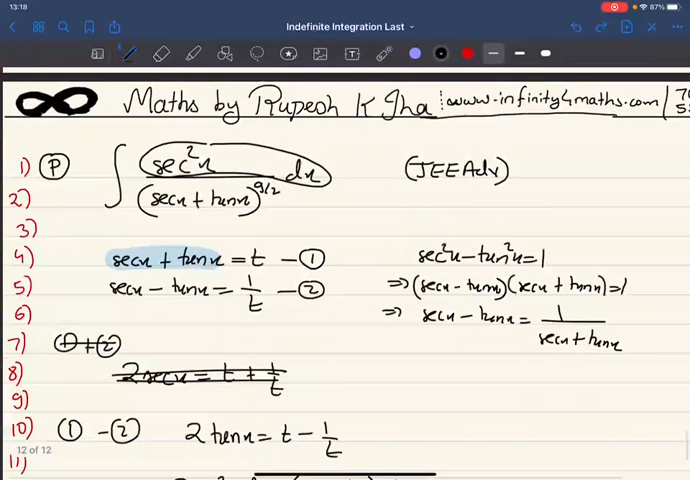 13:18
87%
Indefinite Integration Last
∞ Maths by Rupesh K Jha www.infinity4maths.com
1) P ∫ sec²x dx (JEE Adv)
2) (secx + tanx)^9/2
3)
4) secx + tanx = t — ① sec²x - tan²x = 1
5) secx - tanx = 1/t — ② ⇒ (secx - tanx)(secx + tanx) = 1
6) ⇒ secx - tanx = 1/(secx + tanx)
7) ① + ②
8) 2secx = t + 1/t
9)
10) ① - ② 2tanx = t - 1/t
12 of 12
11)